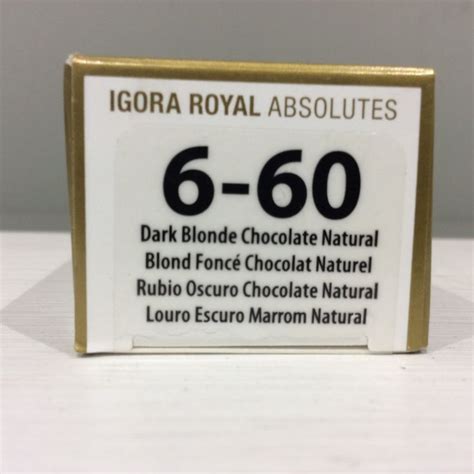 IGORA ROYAL ABSOLUTES
6-60
Dark Blonde Chocolate Natural
Blond Foncé Chocolat Naturel
Rubio Oscuro Chocolate Natural
Louro Escuro Marrom Natural